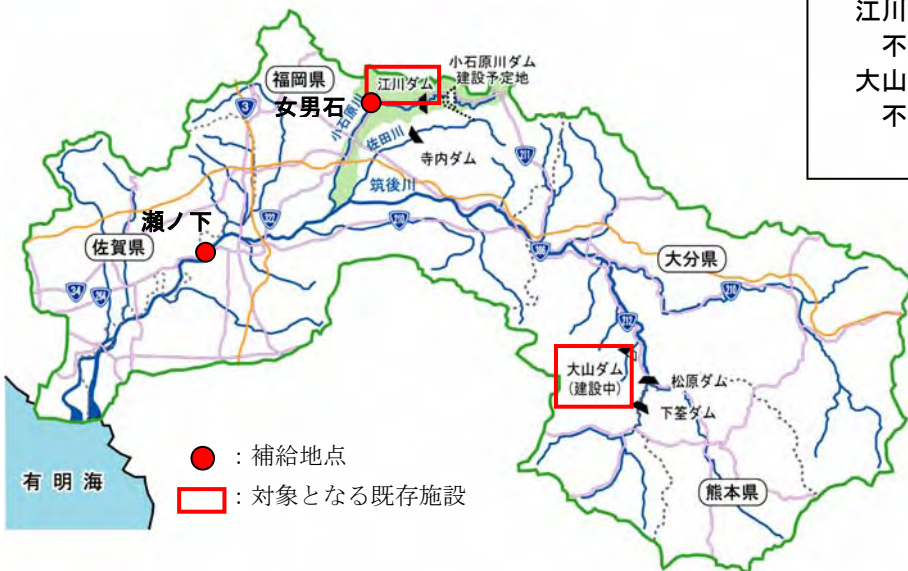 江川
不
大山
不
小石原川ダム
建設予定地
福岡県
江川ダム
3
女男石
小石原川
佐田川
寺内ダム
211
筑後川
瀬ノ下
322
210
佐賀県
386
大分県
34
264
210
212
大山ダム
(建設中)
松原ダム
下筌ダム
有明海
：補給地点
：対象となる既存施設
熊本県